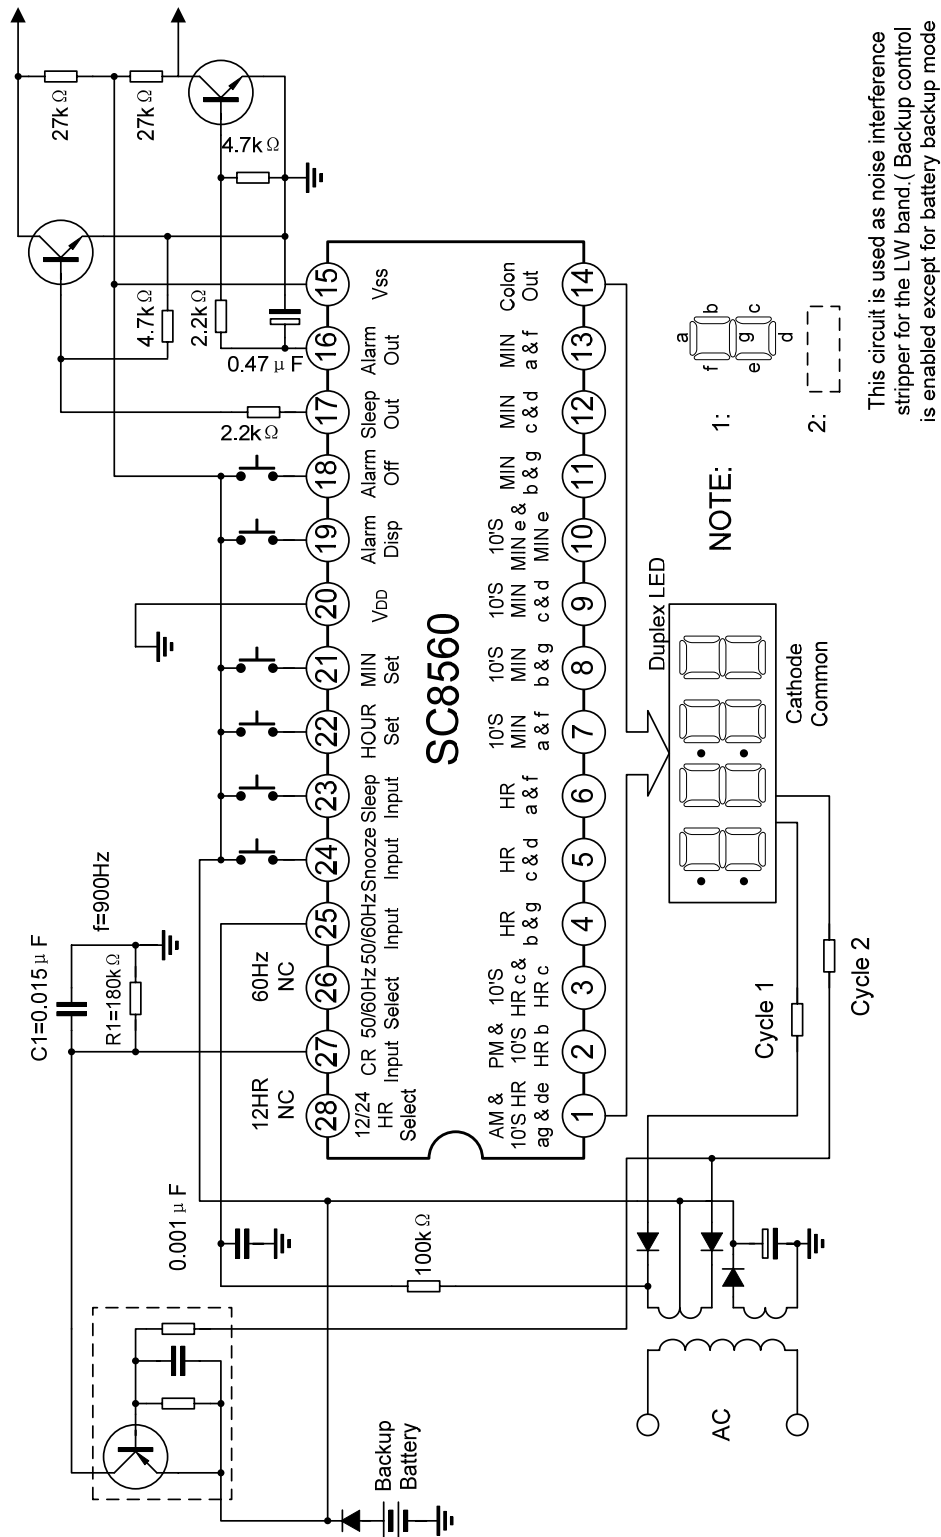 27kΩ
27kΩ
4.7kΩ
4.7kΩ
2.2kΩ
0.47μF
2.2kΩ
C1=0.015μF
f=900Hz
R1=180kΩ
12HR
NC
60Hz
NC
28
27
26
25
24
23
22
21
20
19
18
17
16
15
12/24
HR
Select
CR
Input
50/60Hz
Select
50/60Hz
Input
Snooze
Input
Sleep
Input
HOUR
Set
MIN
Set
VDD
Alarm
Disp
Alarm
Off
Sleep
Out
Alarm
Out
Vss
SC8560
AM &
10'S HR
ag & de
PM &
10'S
HR b
10'S
HR c &
HR c
HR
b & g
HR
c & d
HR
a & f
10'S
MIN
a & f
10'S
MIN
b & g
10'S
MIN
c & d
10'S
MIN e &
MIN e
MIN
b & g
MIN
c & d
MIN
a & f
Colon
Out
1
2
3
4
5
6
7
8
9
10
11
12
13
14
0.001μF
100kΩ
Backup
Battery
AC
Cycle 1
Cycle 2
Duplex LED
Cathode
Common
NOTE:
1:
a
b
c
d
e
f
g
2:
This circuit is used as noise interference
stripper for the LW band.( Backup control
is enabled except for battery backup mode